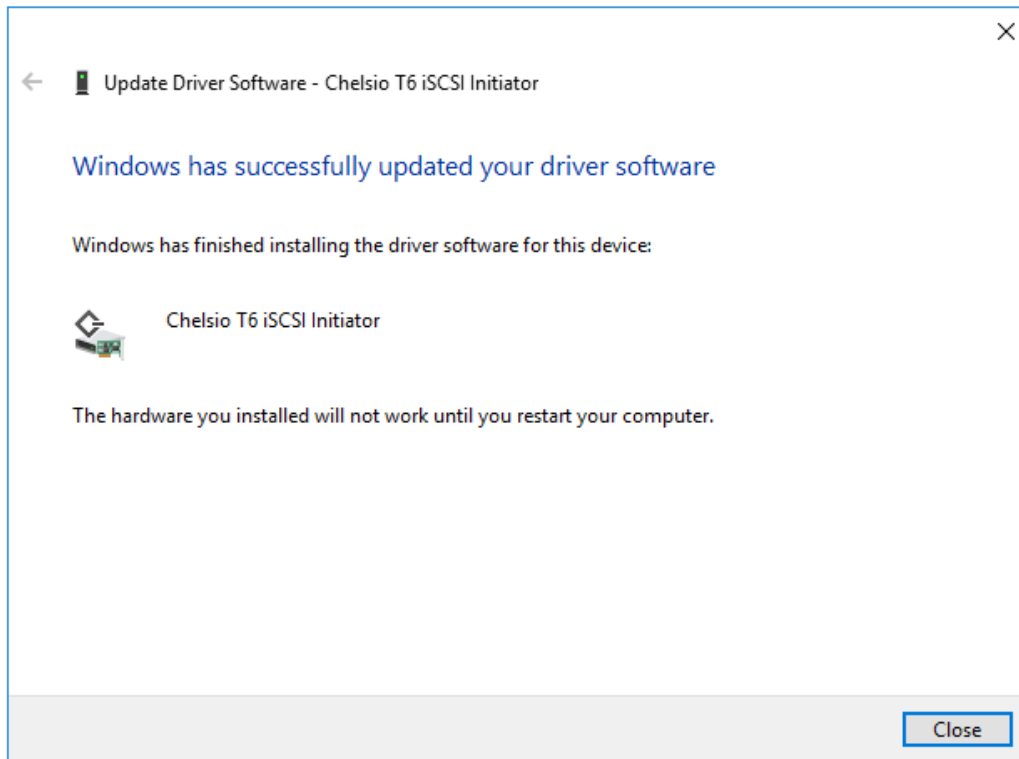 Update Driver Software - Chelsio T6 iSCSI Initiator
Windows has successfully updated your driver software
Windows has finished installing the driver software for this device:
Chelsio T6 iSCSI Initiator
The hardware you installed will not work until you restart your computer.
Close